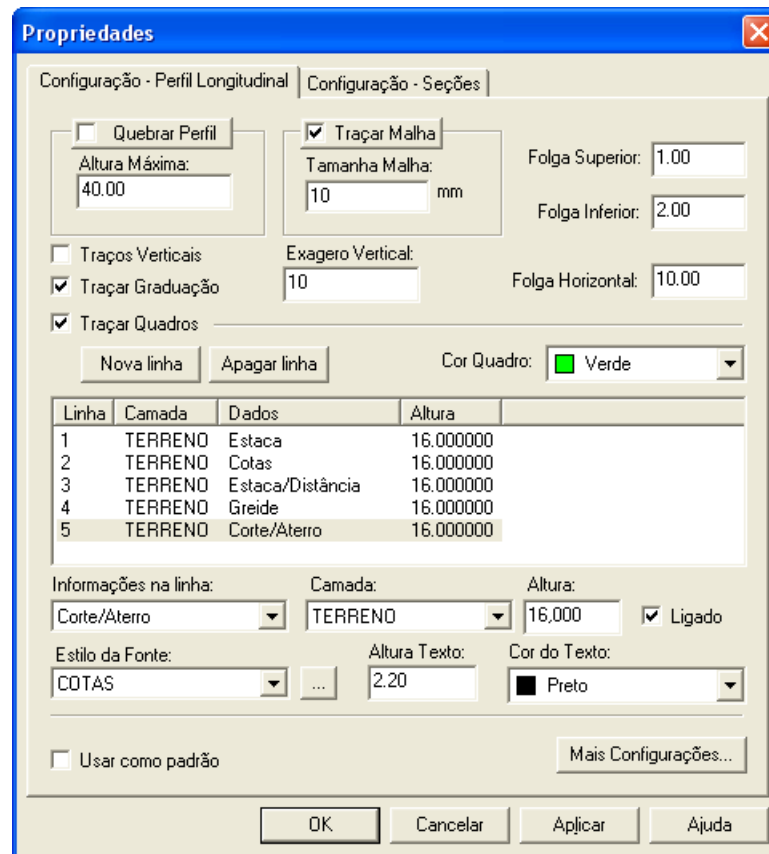 Propriedades
Configuração - Perfil Longitudinal Configuração - Seções
Quebrar Perfil Traçar Malha
Altura Máxima: Tamanha Malha: Folga Superior: 1.00
40.00 10 mm
Folga Inferior: 2.00
Traços Verticais Exagero Vertical:
Traçar Graduação 10 Folga Horizontal: 10.00
Traçar Quadros
Nova linha Apagar linha Cor Quadro: Verde
Linha Camada Dados Altura
1 TERRENO Estaca 16.000000
2 TERRENO Cotas 16.000000
3 TERRENO Estaca/Distância 16.000000
4 TERRENO Greide 16.000000
5 TERRENO Corte/Aterro 16.000000
Informações na linha: Camada: Altura:
Corte/Aterro TERRENO 16,000 Ligado
Estilo da Fonte: Altura Texto: Cor do Texto:
COTAS ... 2.20 Preto
Usar como padrão Mais Configurações...
OK Cancelar Aplicar Ajuda